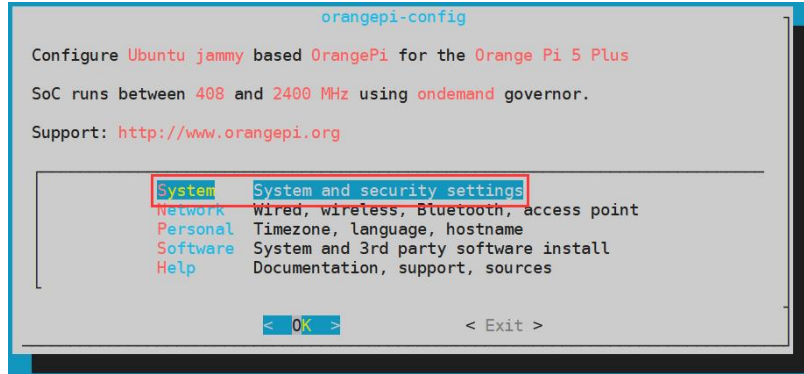 orangepi-config
Configure Ubuntu jammy based OrangePi for the Orange Pi 5 Plus
SoC runs between 408 and 2400 MHz using ondemand governor.
Support: http://www.orangepi.org
System System and security settings
Network Wired, wireless, Bluetooth, access point
Personal Timezone, language, hostname
Software System and 3rd party software install
Help Documentation, support, sources
< OK > < Exit >